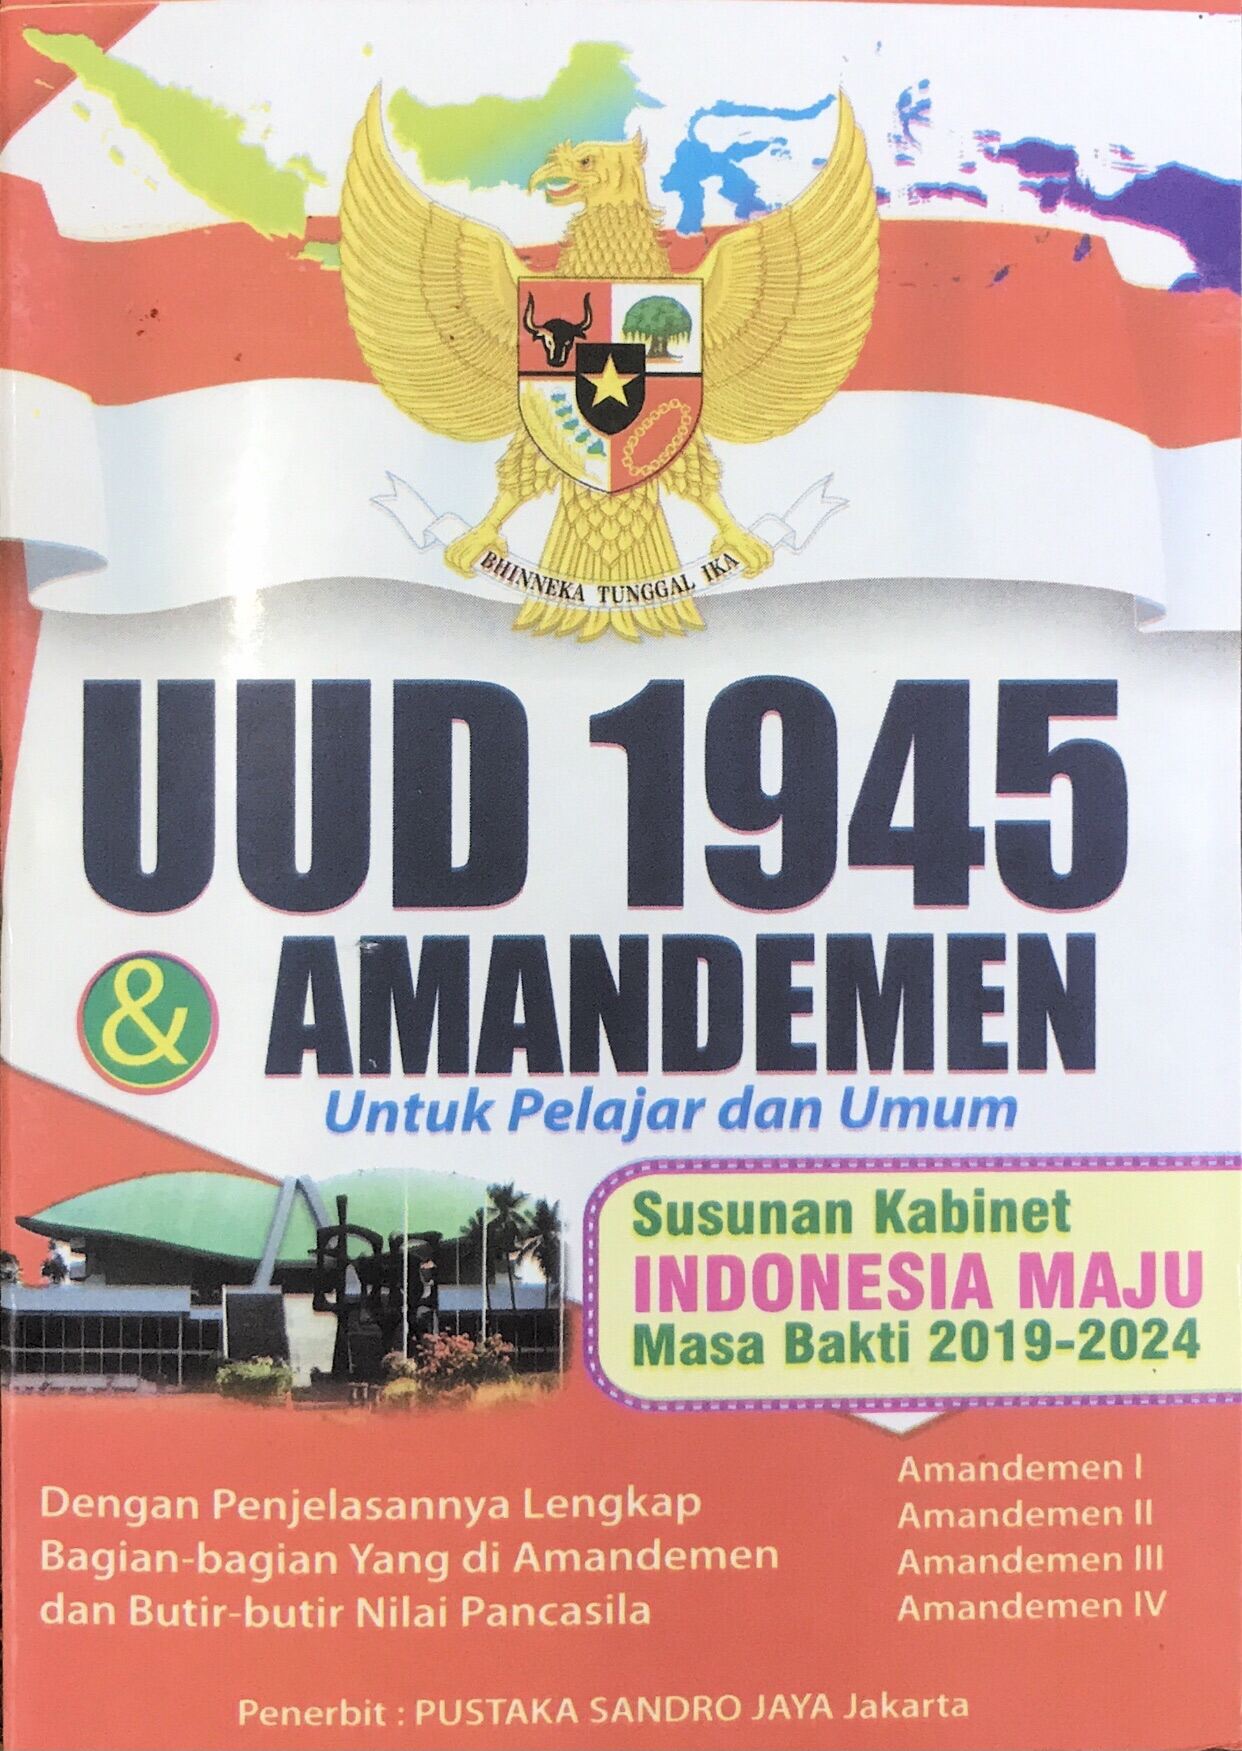 BHINNEKA TUNGGAL IKA
UUD 1945
& AMANDEMEN
Untuk Pelajar dan Umum
Susunan Kabinet
INDONESIA MAJU
Masa Bakti 2019-2024
Dengan Penjelasannya Lengkap
Bagian-bagian Yang di Amandemen
dan Butir-butir Nilai Pancasila
Amandemen I
Amandemen II
Amandemen III
Amandemen IV
Penerbit : PUSTAKA SANDRO JAYA Jakarta